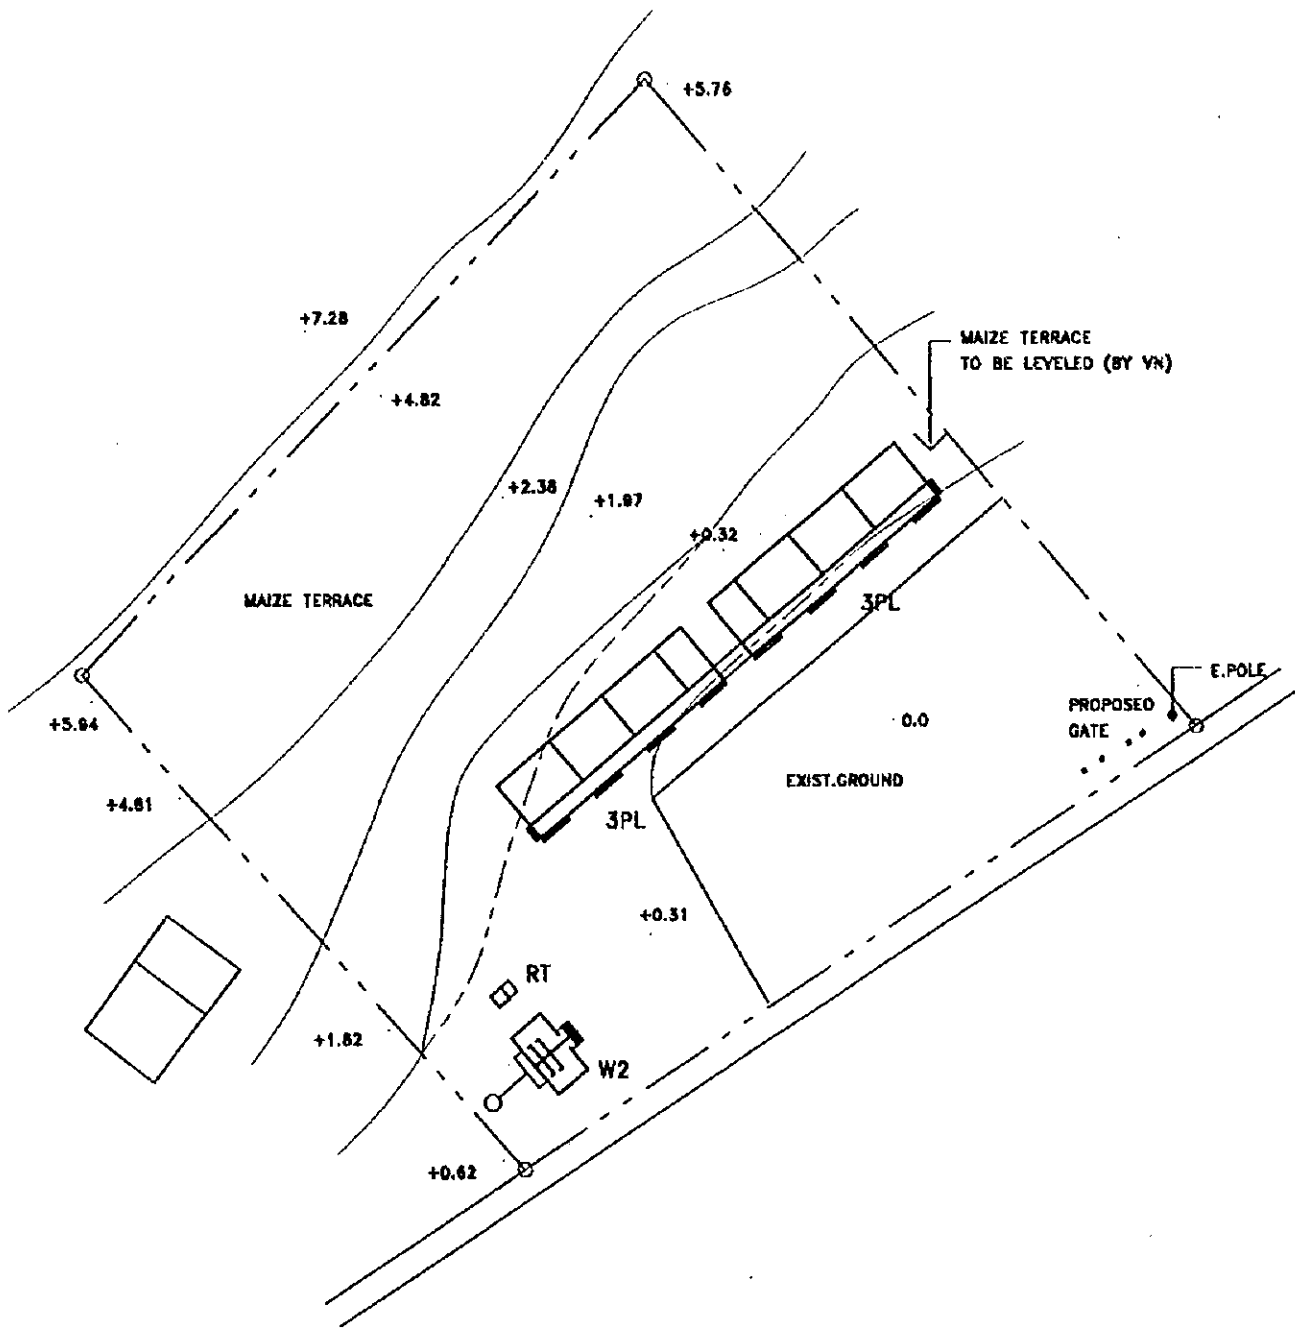 +5.76
+7.28
MAIZE TERRACE
TO BE LEVELED (BY VN)
+4.82
+2.38
+1.97
+0.32
MAIZE TERRACE
3PL
+5.94
E.POLE
PROPOSED
GATE
0.0
EXIST.GROUND
+4.61
3PL
+0.31
RT
+1.82
W2
+0.62